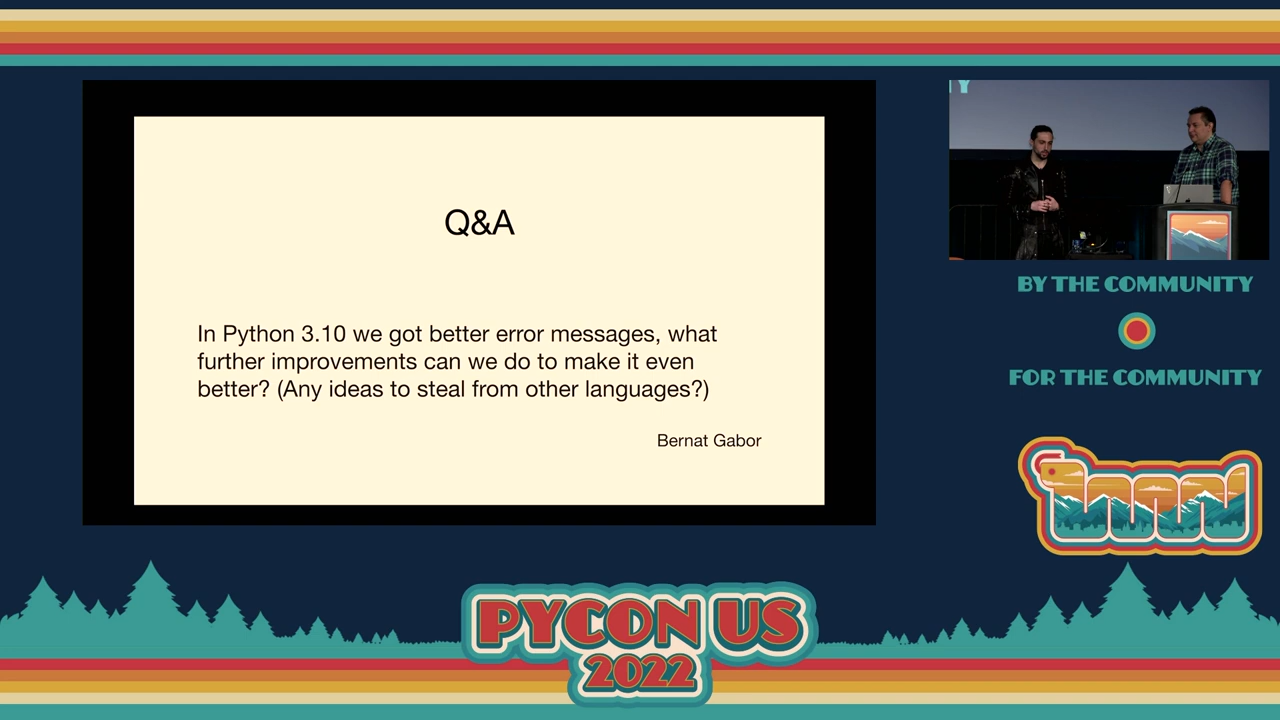 Q&A
In Python 3.10 we got better error messages, what
further improvements can we do to make it even
better? (Any ideas to steal from other languages?)
Bernat Gabor
Y
BY THE COMMUNITY
FOR THE COMMUNITY
PYCON US
2022